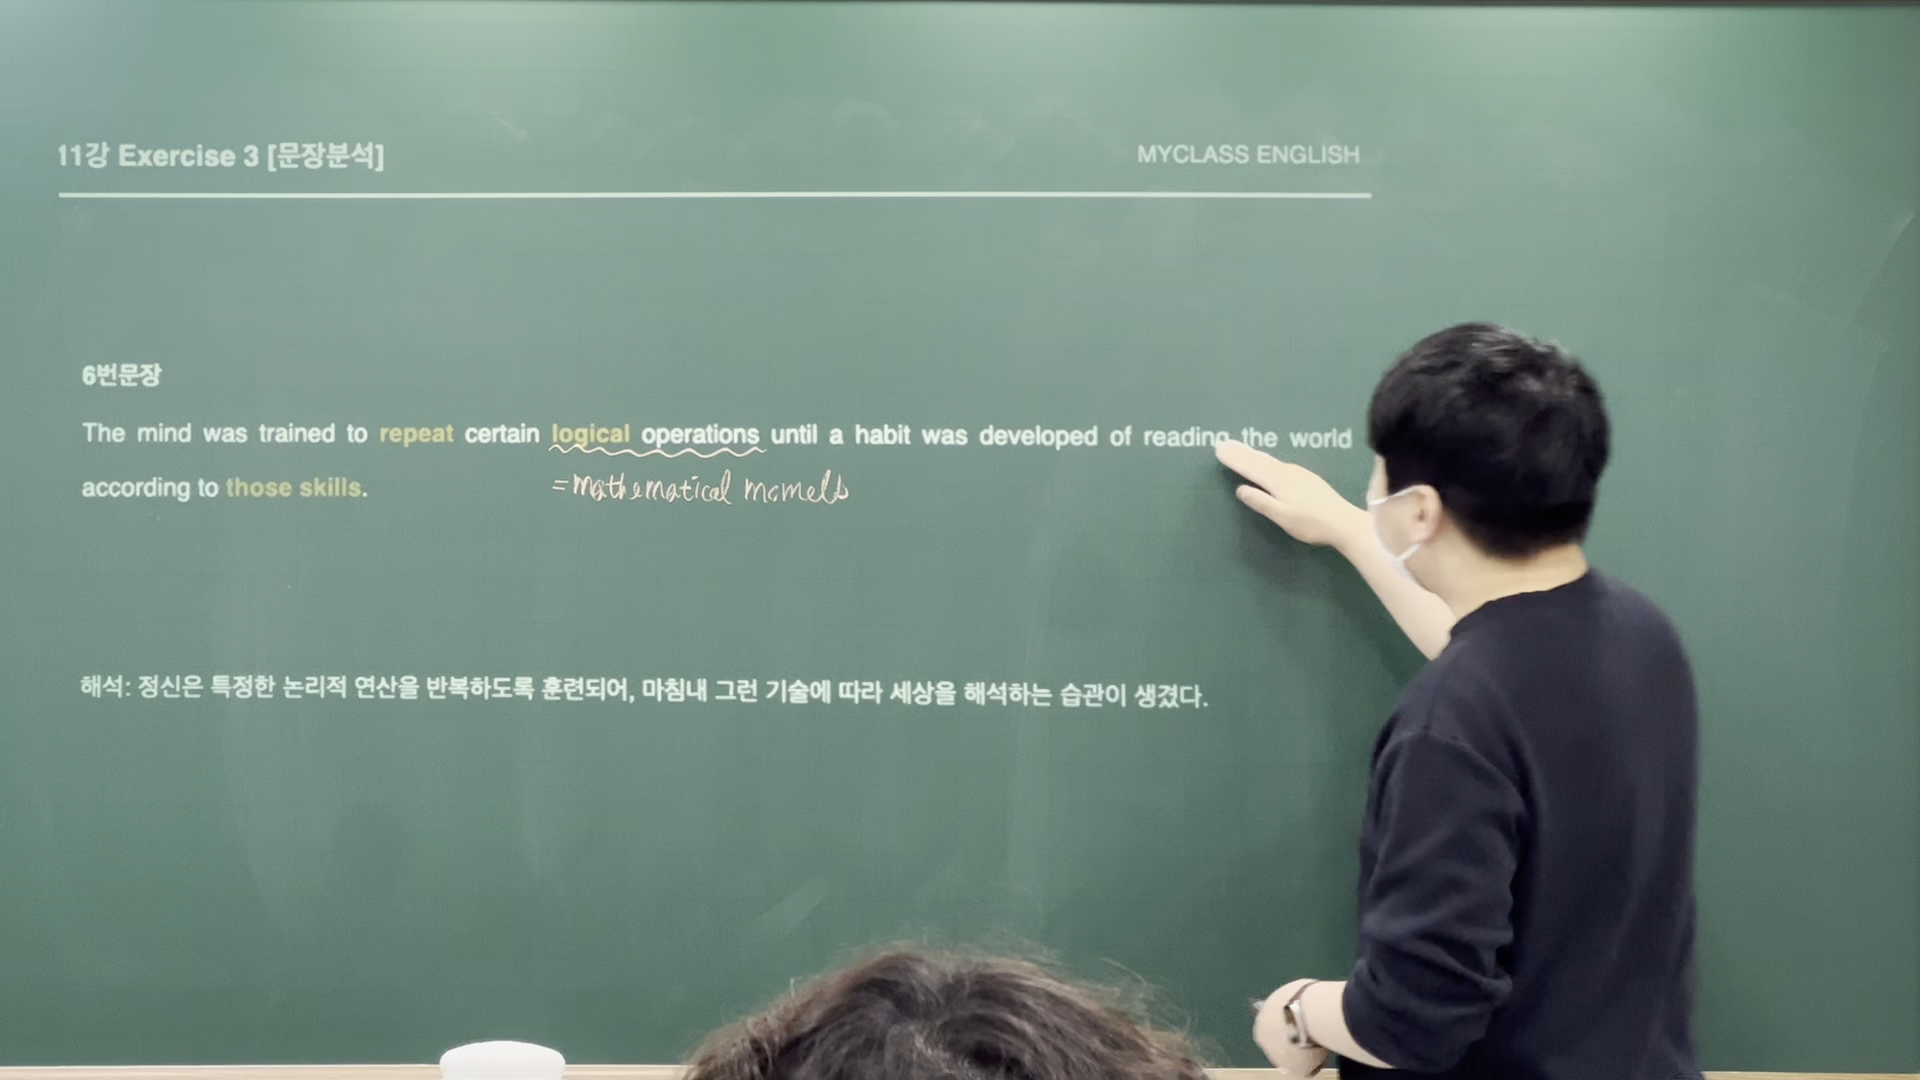 11강 Exercise 3 [문장분석]
MYCLASS ENGLISH
6번문장
The mind was trained to repeat certain logical operations until a habit was developed of reading the world
according to those skills.
=mathematical
해석: 정신은 특정한 논리적 연산을 반복하도록 훈련되어, 마침내 그런 기술에 따라 세상을 해석하는 습관이 생겼다.